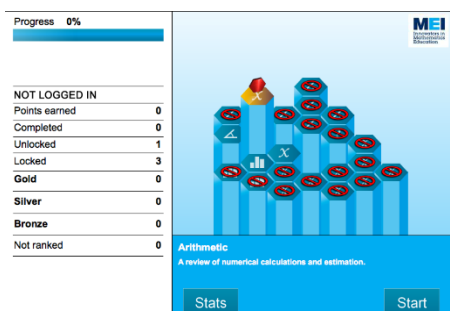 Progress 0%
NOT LOGGED IN
Points earned 0
Completed 0
Unlocked 1
Locked 3
Gold 0
Silver 0
Bronze 0
Not ranked 0
MEI
Innovators in
Mathematics
Education
x
x
Arithmetic
A review of numerical calculations and estimation.
Stats
Start